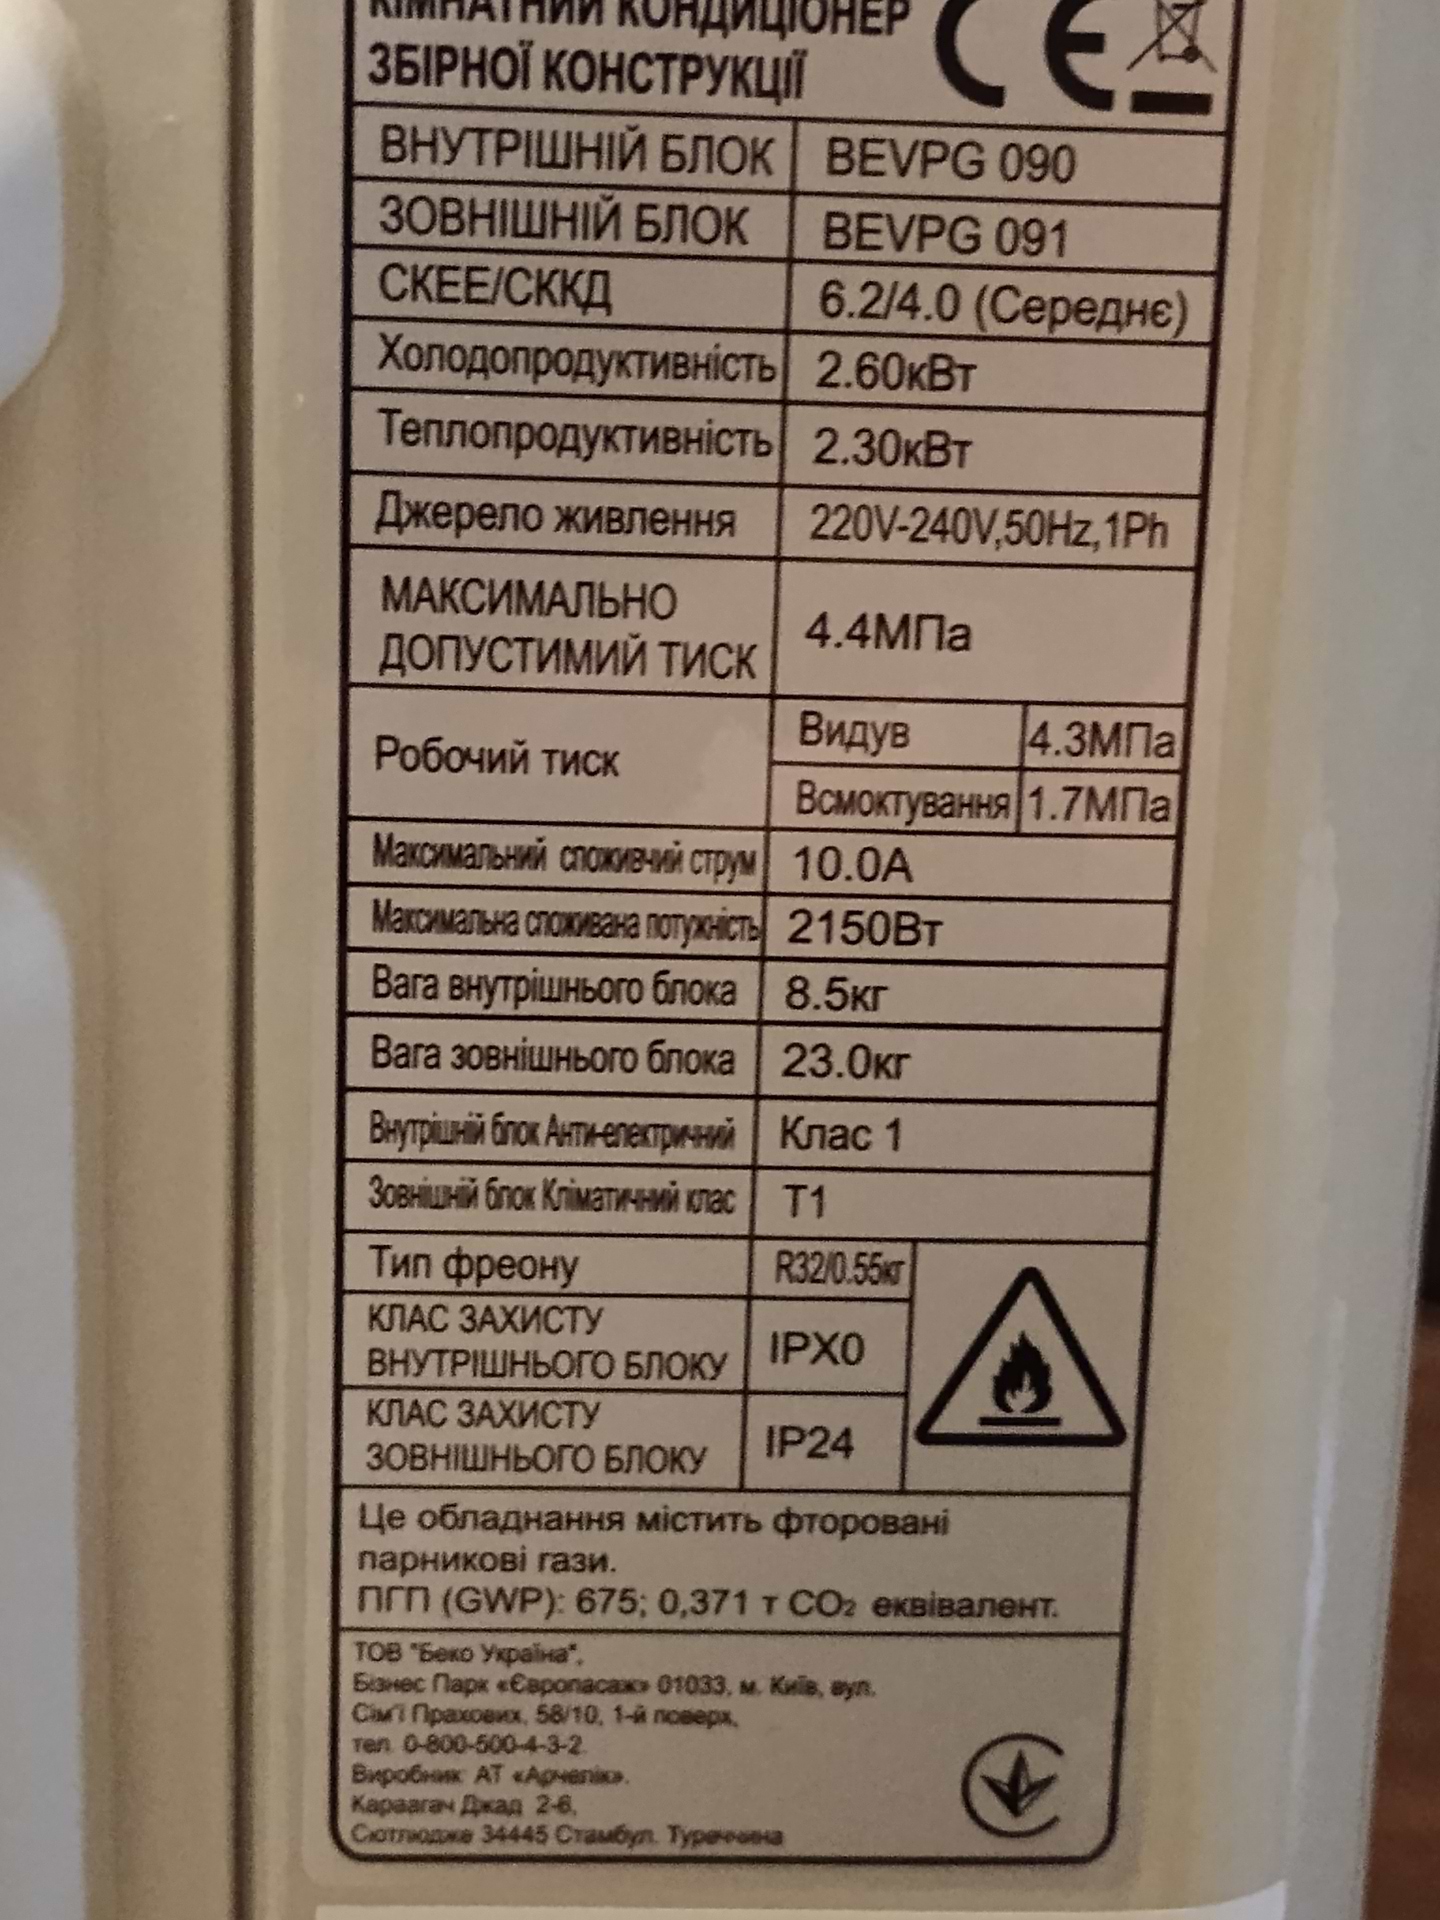 КІМНАТНИЙ КОНДИЦІОНЕР
ЗБІРНОЇ КОНСТРУКЦІЇ
CE
ВНУТРІШНІЙ БЛОК BEVPG 090
ЗОВНІШНІЙ БЛОК BEVPG 091
СКЕЕ/СККД 6.2/4.0 (Середнє)
Холодопродуктивність 2.60кВт
Теплопродуктивність 2.30кВт
Джерело живлення 220V-240V,50Hz,1Ph
МАКСИМАЛЬНО
ДОПУСТИМИЙ ТИСК 4.4МПа
Робочий тиск
Видув 4.3МПа
Всмоктування 1.7МПа
Максимальний споживчий струм 10.0А
Максимальна споживана потужність 2150Вт
Вага внутрішнього блока 8.5кг
Вага зовнішнього блока 23.0кг
Внутрішній блок Анти-електричний Клас 1
Зовнішній блок Кліматичний клас T1
Тип фреону R32/0.55кг
КЛАС ЗАХИСТУ
ВНУТРІШНЬОГО БЛОКУ IPX0
КЛАС ЗАХИСТУ
ЗОВНІШНЬОГО БЛОКУ IP24
Це обладнання містить фторовані
парникові гази.
ПГП (GWP): 675; 0,371 т CO₂ еквівалент.
ТОВ "Беко Україна",
Бізнес Парк «Європасаж» 01033, м. Київ, вул.
Сім'ї Прахових, 58/10, 1-й поверх,
тел. 0-800-500-4-3-2
Виробник: АТ «Арчелік».
Караагач Джад. 2-6,
Сютлюдже 34445 Стамбул. Туреччина